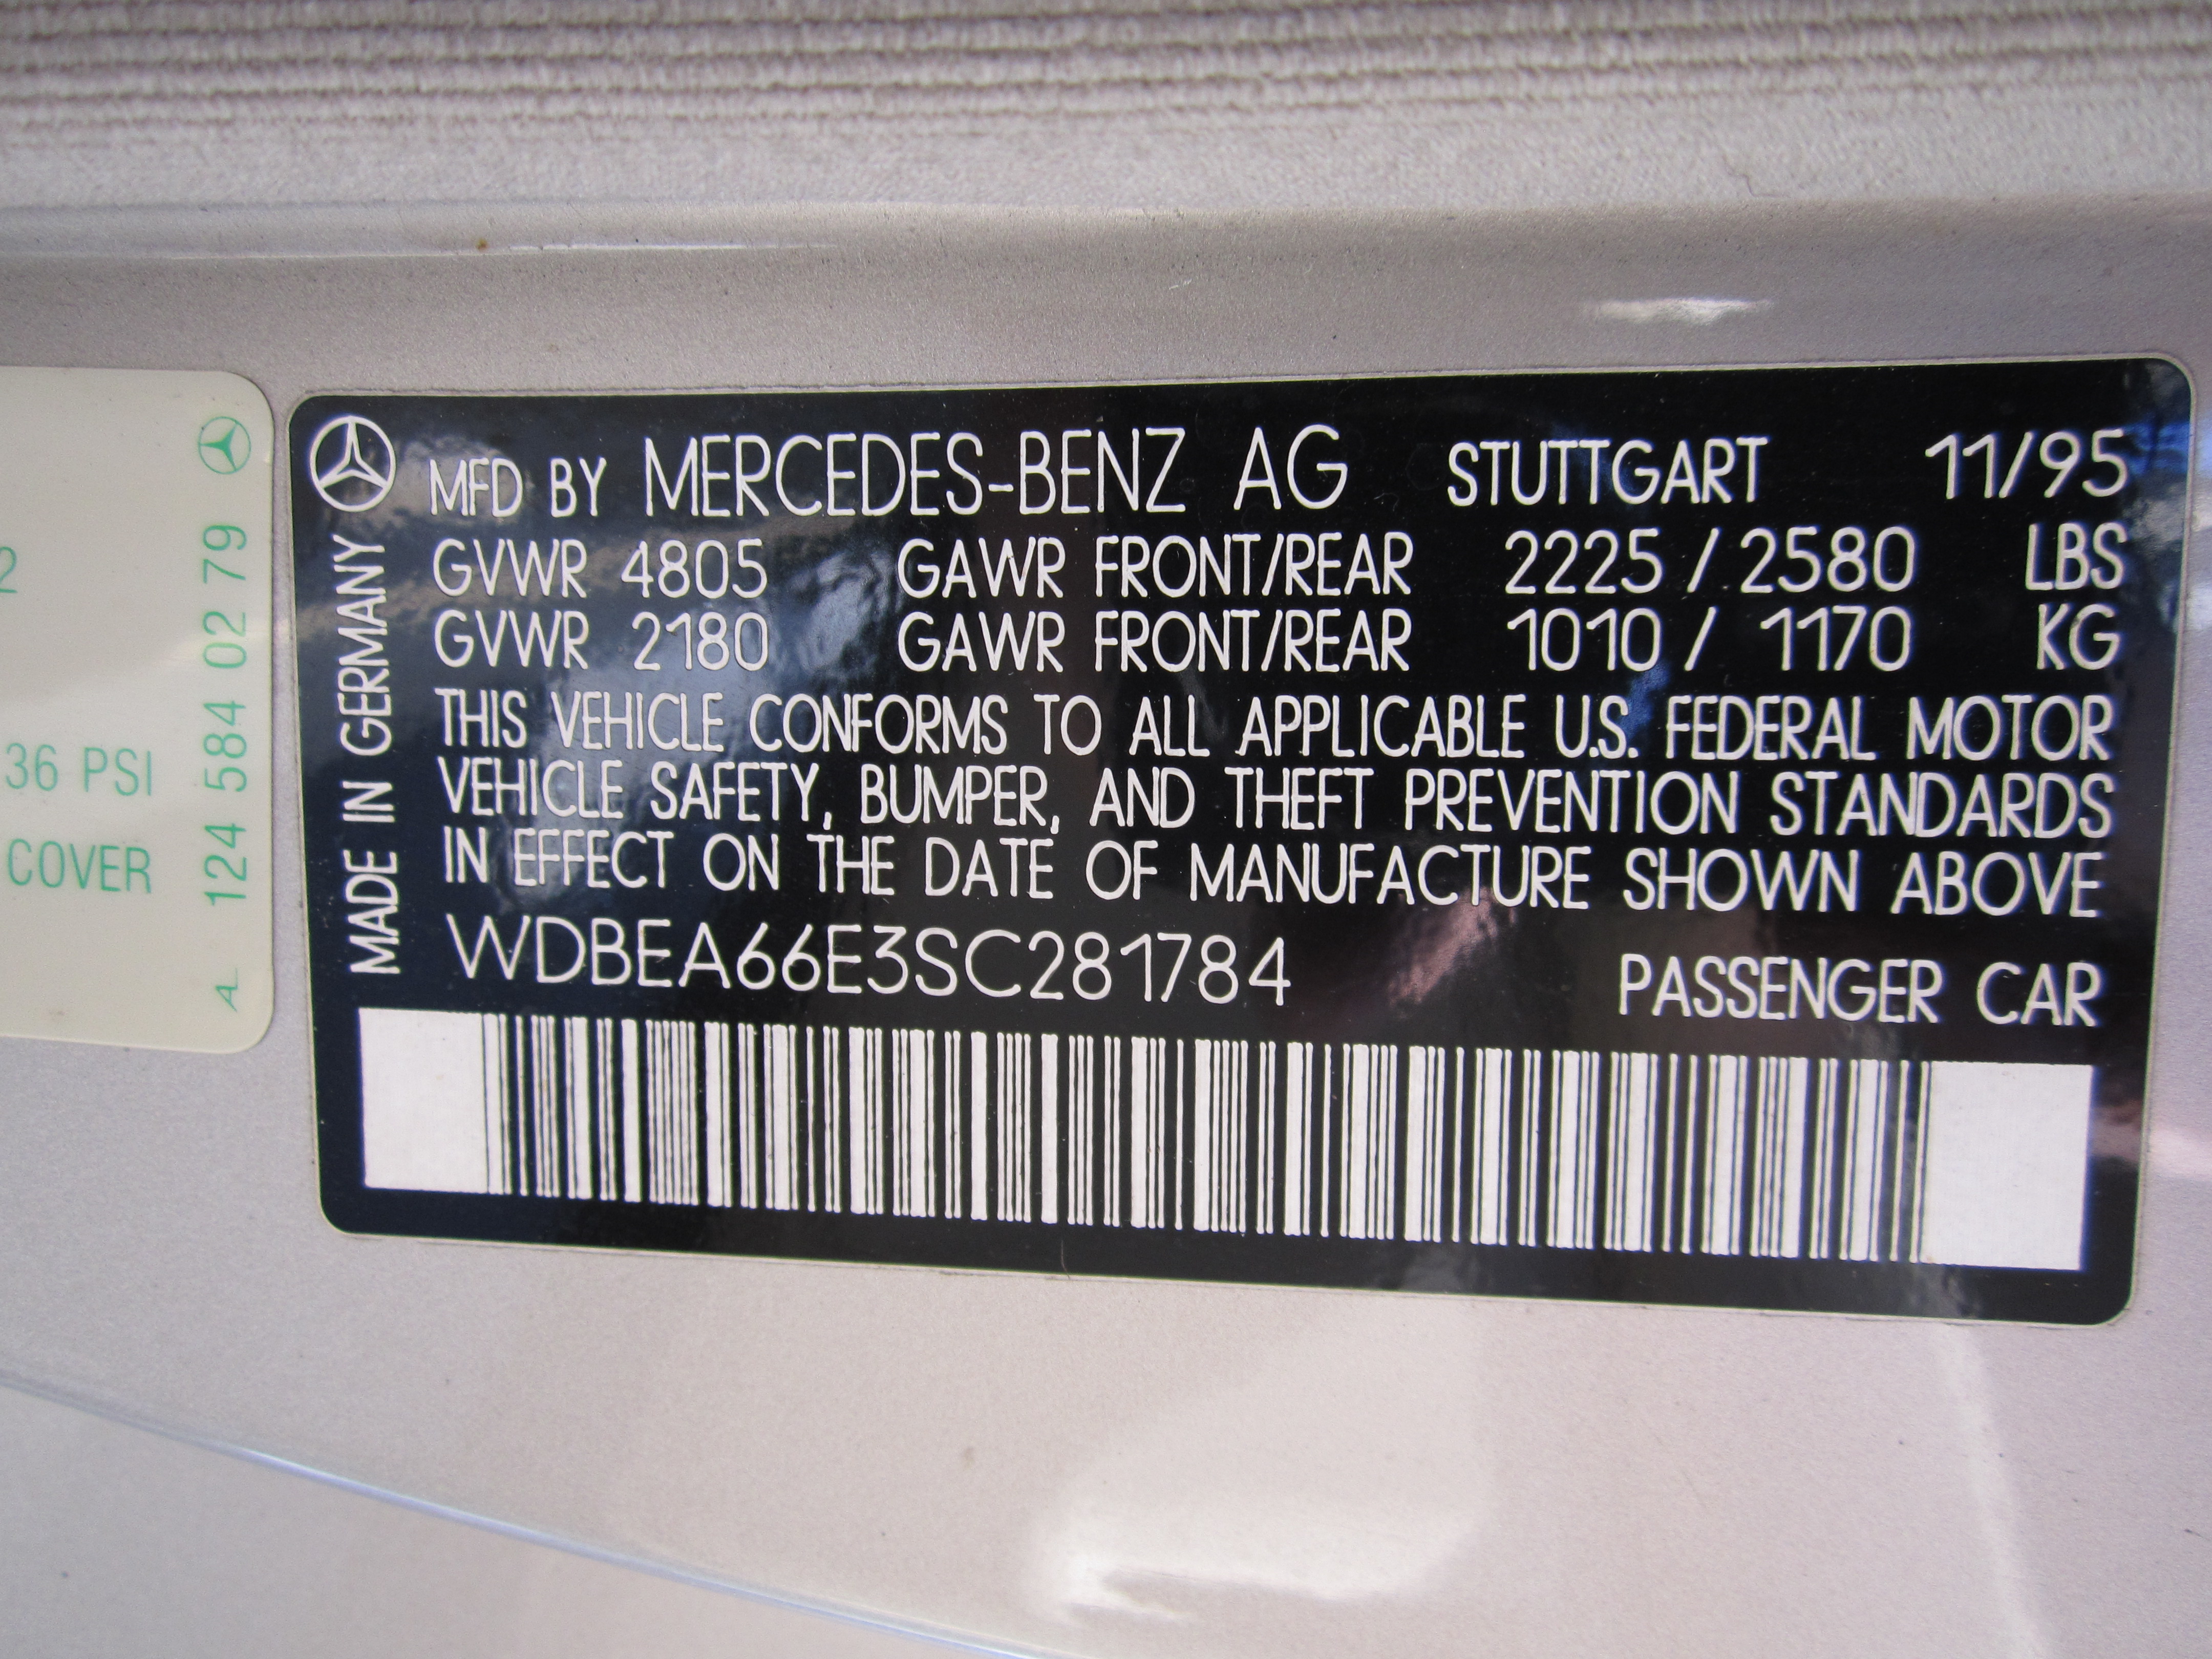 MFD BY MERCEDES-BENZ AG STUTTGART 11/95
GVWR 4805 GAWR FRONT/REAR 2225 / 2580 LBS
GVWR 2180 GAWR FRONT/REAR 1010 / 1170 KG
THIS VEHICLE CONFORMS TO ALL APPLICABLE U.S. FEDERAL MOTOR
VEHICLE SAFETY, BUMPER, AND THEFT PREVENTION STANDARDS
IN EFFECT ON THE DATE OF MANUFACTURE SHOWN ABOVE
WDBEA66E3SC281784 PASSENGER CAR
MADE IN GERMANY
2
36 PSI
COVER
A 124 584 02 79